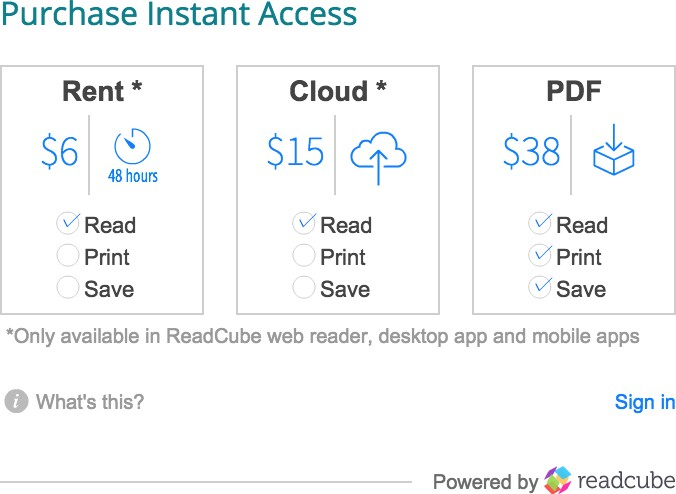 Purchase Instant Access
Rent *
$6
48 hours
Read
Print
Save
Cloud *
$15
Read
Print
Save
PDF
$38
Read
Print
Save
*Only available in ReadCube web reader, desktop app and mobile apps
i What's this?
Sign in
Powered by readcube